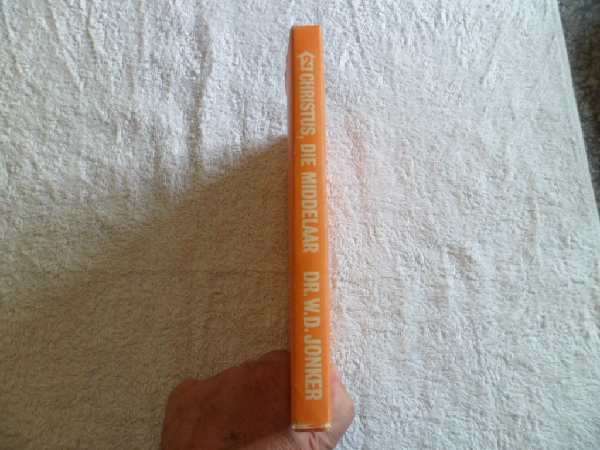 CHRISTUS, DIE MIDDELAAR DR. W.D. JONKER